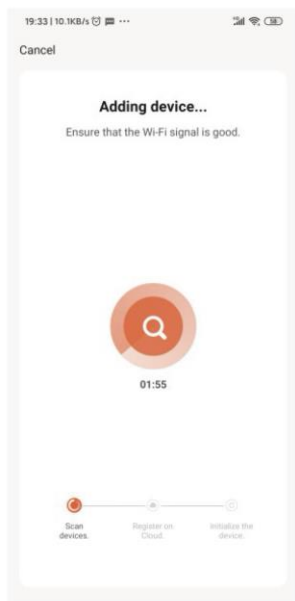 19:33 | 10.1KB/s
Cancel
Adding device...
Ensure that the Wi-Fi signal is good.
01:55
Scan devices.
Register on Cloud.
Initialize the device.